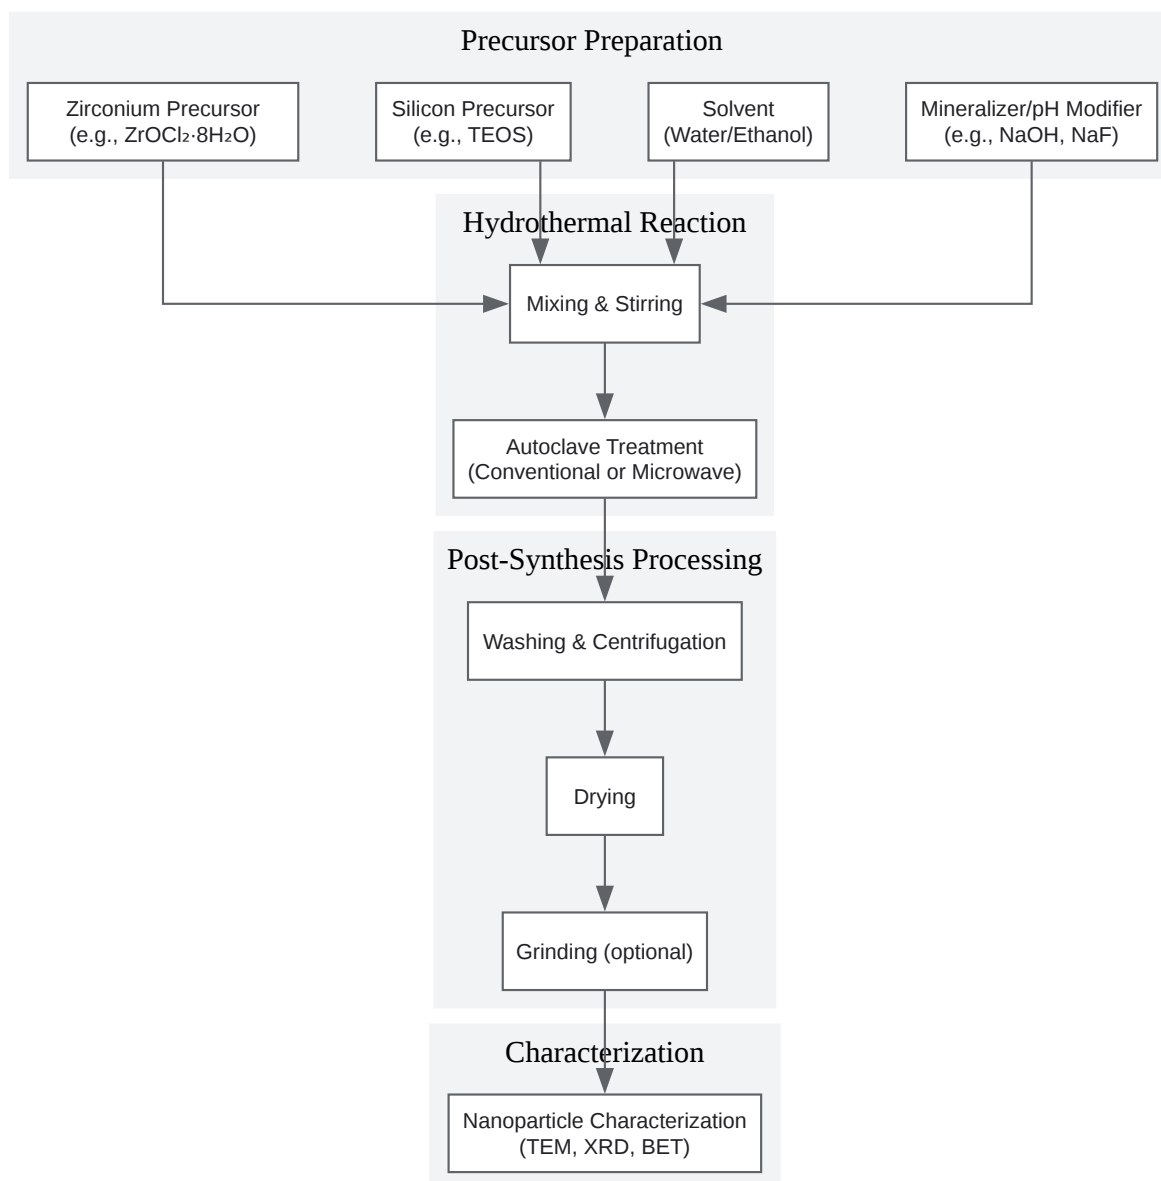 Precursor Preparation
Zirconium Precursor
(e.g., ZrOCl₂·8H₂O)
Silicon Precursor
(e.g., TEOS)
Solvent
(Water/Ethanol)
Mineralizer/pH Modifier
(e.g., NaOH, NaF)
Hydrothermal Reaction
Mixing & Stirring
Autoclave Treatment
(Conventional or Microwave)
Post-Synthesis Processing
Washing & Centrifugation
Drying
Grinding (optional)
Characterization
Nanoparticle Characterization
(TEM, XRD, BET)